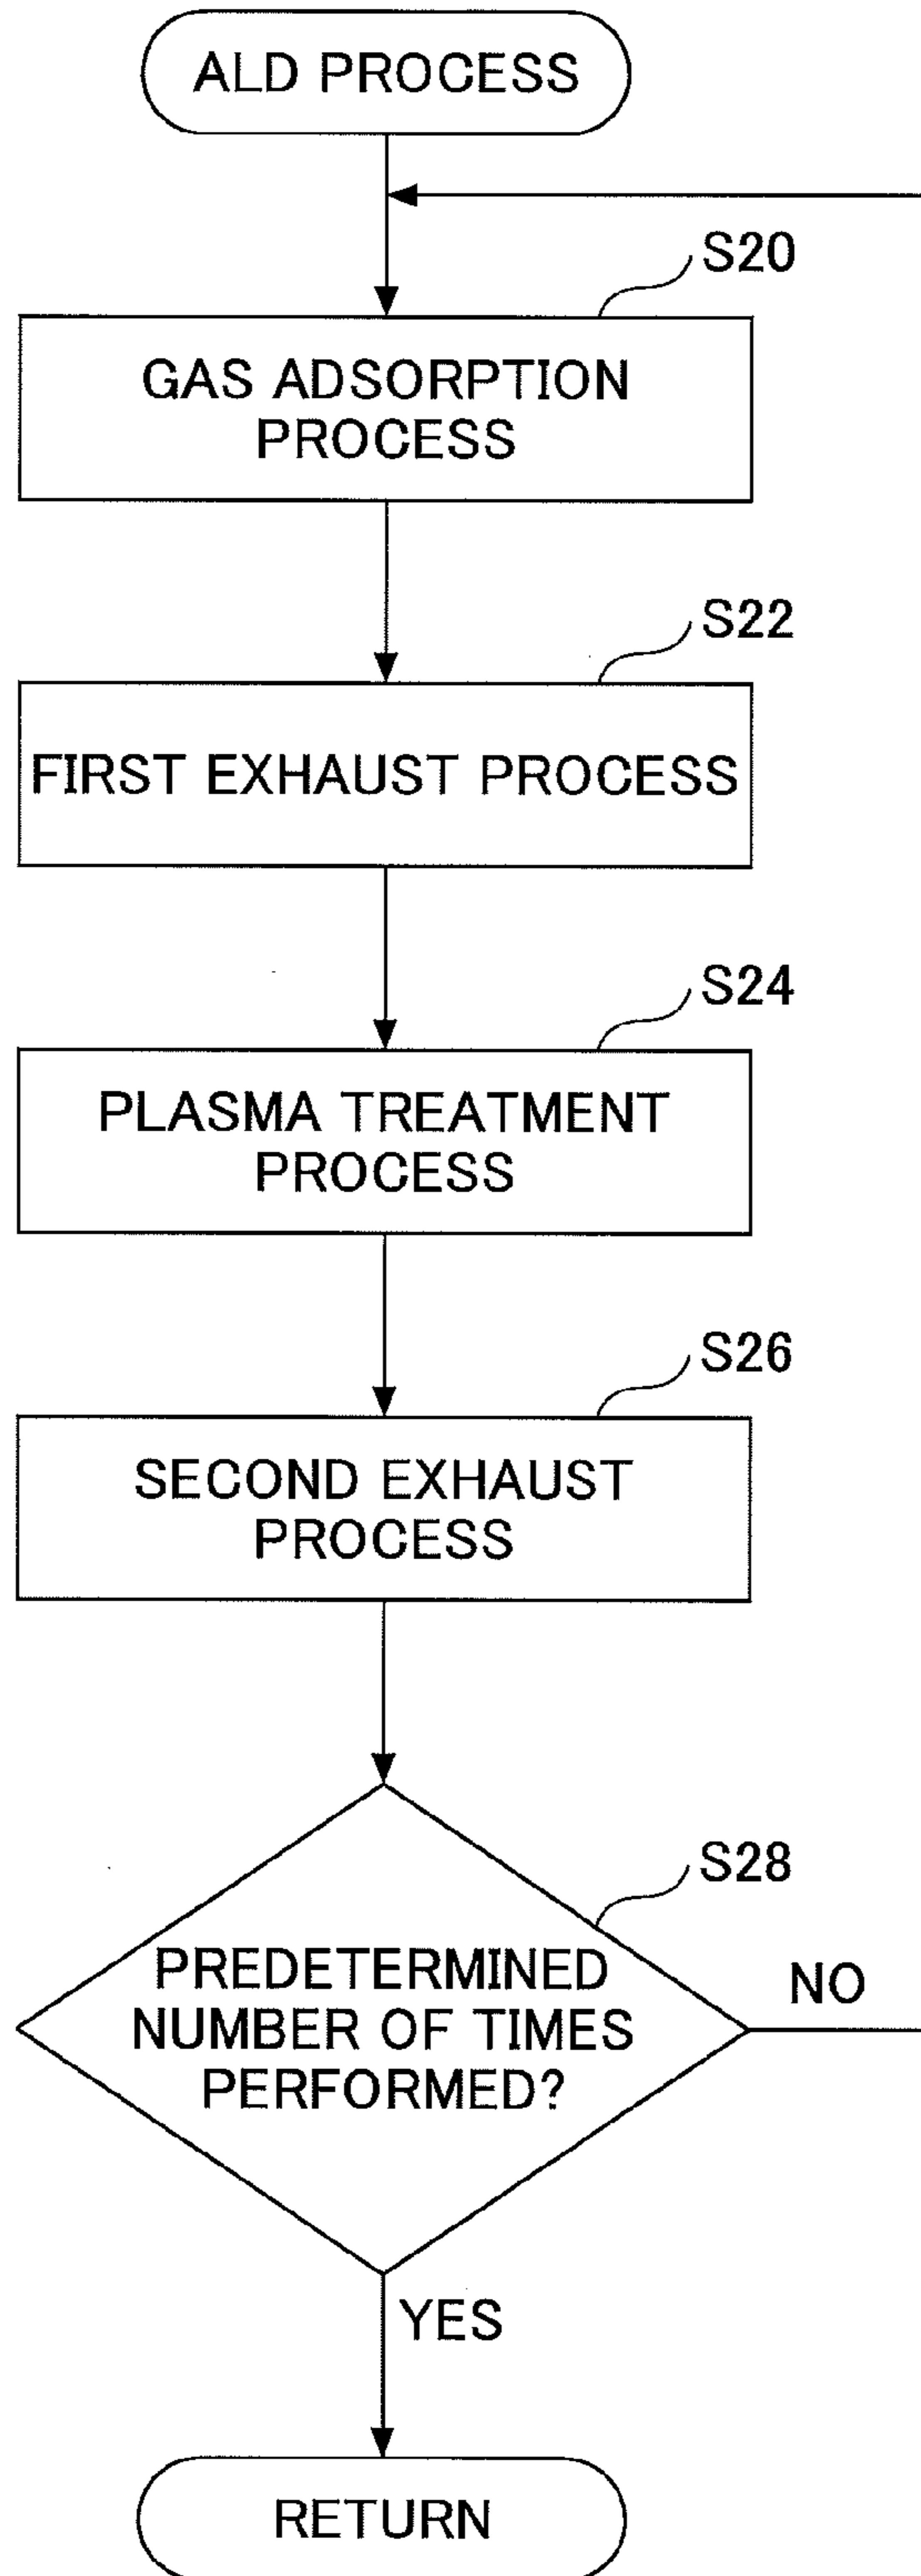 ALD PROCESS
S20
GAS ADSORPTION
PROCESS
S22
FIRST EXHAUST PROCESS
S24
PLASMA TREATMENT
PROCESS
S26
SECOND EXHAUST
PROCESS
S28
PREDETERMINED
NUMBER OF TIMES
PERFORMED?
NO
YES
RETURN